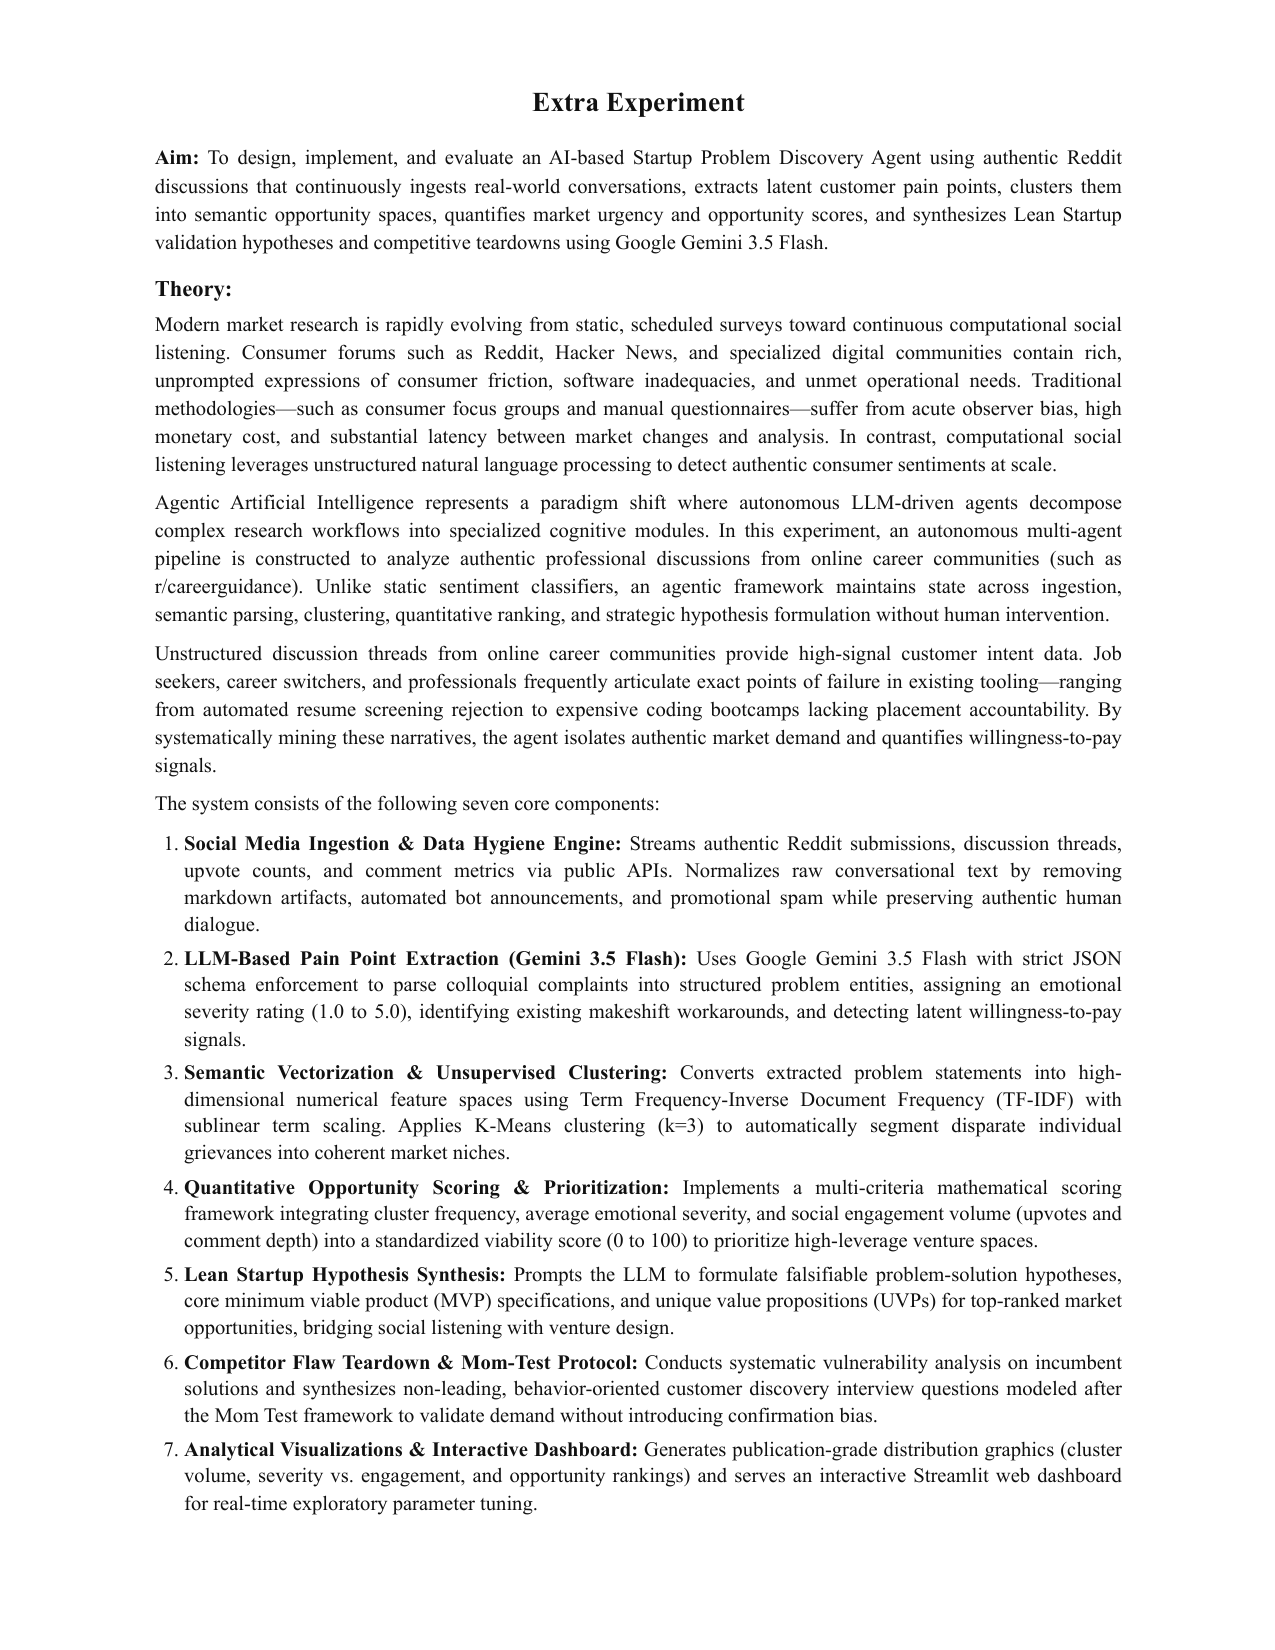 Extra Experiment
Aim: To design, implement, and evaluate an AI-based Startup Problem Discovery Agent using authentic Reddit
discussions that continuously ingests real-world conversations, extracts latent customer pain points, clusters them
into semantic opportunity spaces, quantifies market urgency and opportunity scores, and synthesizes Lean Startup
validation hypotheses and competitive teardowns using Google Gemini 3.5 Flash.
Theory:
Modern market research is rapidly evolving from static, scheduled surveys toward continuous computational social
listening. Consumer forums such as Reddit, Hacker News, and specialized digital communities contain rich,
unprompted expressions of consumer friction, software inadequacies, and unmet operational needs. Traditional
methodologies—such as consumer focus groups and manual questionnaires—suffer from acute observer bias, high
monetary cost, and substantial latency between market changes and analysis. In contrast, computational social
listening leverages unstructured natural language processing to detect authentic consumer sentiments at scale.
Agentic Artificial Intelligence represents a paradigm shift where autonomous LLM-driven agents decompose
complex research workflows into specialized cognitive modules. In this experiment, an autonomous multi-agent
pipeline is constructed to analyze authentic professional discussions from online career communities (such as
r/careerguidance). Unlike static sentiment classifiers, an agentic framework maintains state across ingestion,
semantic parsing, clustering, quantitative ranking, and strategic hypothesis formulation without human intervention.
Unstructured discussion threads from online career communities provide high-signal customer intent data. Job
seekers, career switchers, and professionals frequently articulate exact points of failure in existing tooling—ranging
from automated resume screening rejection to expensive coding bootcamps lacking placement accountability. By
systematically mining these narratives, the agent isolates authentic market demand and quantifies willingness-to-pay
signals.
The system consists of the following seven core components:
1. Social Media Ingestion & Data Hygiene Engine: Streams authentic Reddit submissions, discussion threads,
upvote counts, and comment metrics via public APIs. Normalizes raw conversational text by removing
markdown artifacts, automated bot announcements, and promotional spam while preserving authentic human
dialogue.
2. LLM-Based Pain Point Extraction (Gemini 3.5 Flash): Uses Google Gemini 3.5 Flash with strict JSON
schema enforcement to parse colloquial complaints into structured problem entities, assigning an emotional
severity rating (1.0 to 5.0), identifying existing makeshift workarounds, and detecting latent willingness-to-pay
signals.
3. Semantic Vectorization & Unsupervised Clustering: Converts extracted problem statements into high-
dimensional numerical feature spaces using Term Frequency-Inverse Document Frequency (TF-IDF) with
sublinear term scaling. Applies K-Means clustering (k=3) to automatically segment disparate individual
grievances into coherent market niches.
4. Quantitative Opportunity Scoring & Prioritization: Implements a multi-criteria mathematical scoring
framework integrating cluster frequency, average emotional severity, and social engagement volume (upvotes and
comment depth) into a standardized viability score (0 to 100) to prioritize high-leverage venture spaces.
5. Lean Startup Hypothesis Synthesis: Prompts the LLM to formulate falsifiable problem-solution hypotheses,
core minimum viable product (MVP) specifications, and unique value propositions (UVPs) for top-ranked market
opportunities, bridging social listening with venture design.
6. Competitor Flaw Teardown & Mom-Test Protocol: Conducts systematic vulnerability analysis on incumbent
solutions and synthesizes non-leading, behavior-oriented customer discovery interview questions modeled after
the Mom Test framework to validate demand without introducing confirmation bias.
7. Analytical Visualizations & Interactive Dashboard: Generates publication-grade distribution graphics (cluster
volume, severity vs. engagement, and opportunity rankings) and serves an interactive Streamlit web dashboard
for real-time exploratory parameter tuning.